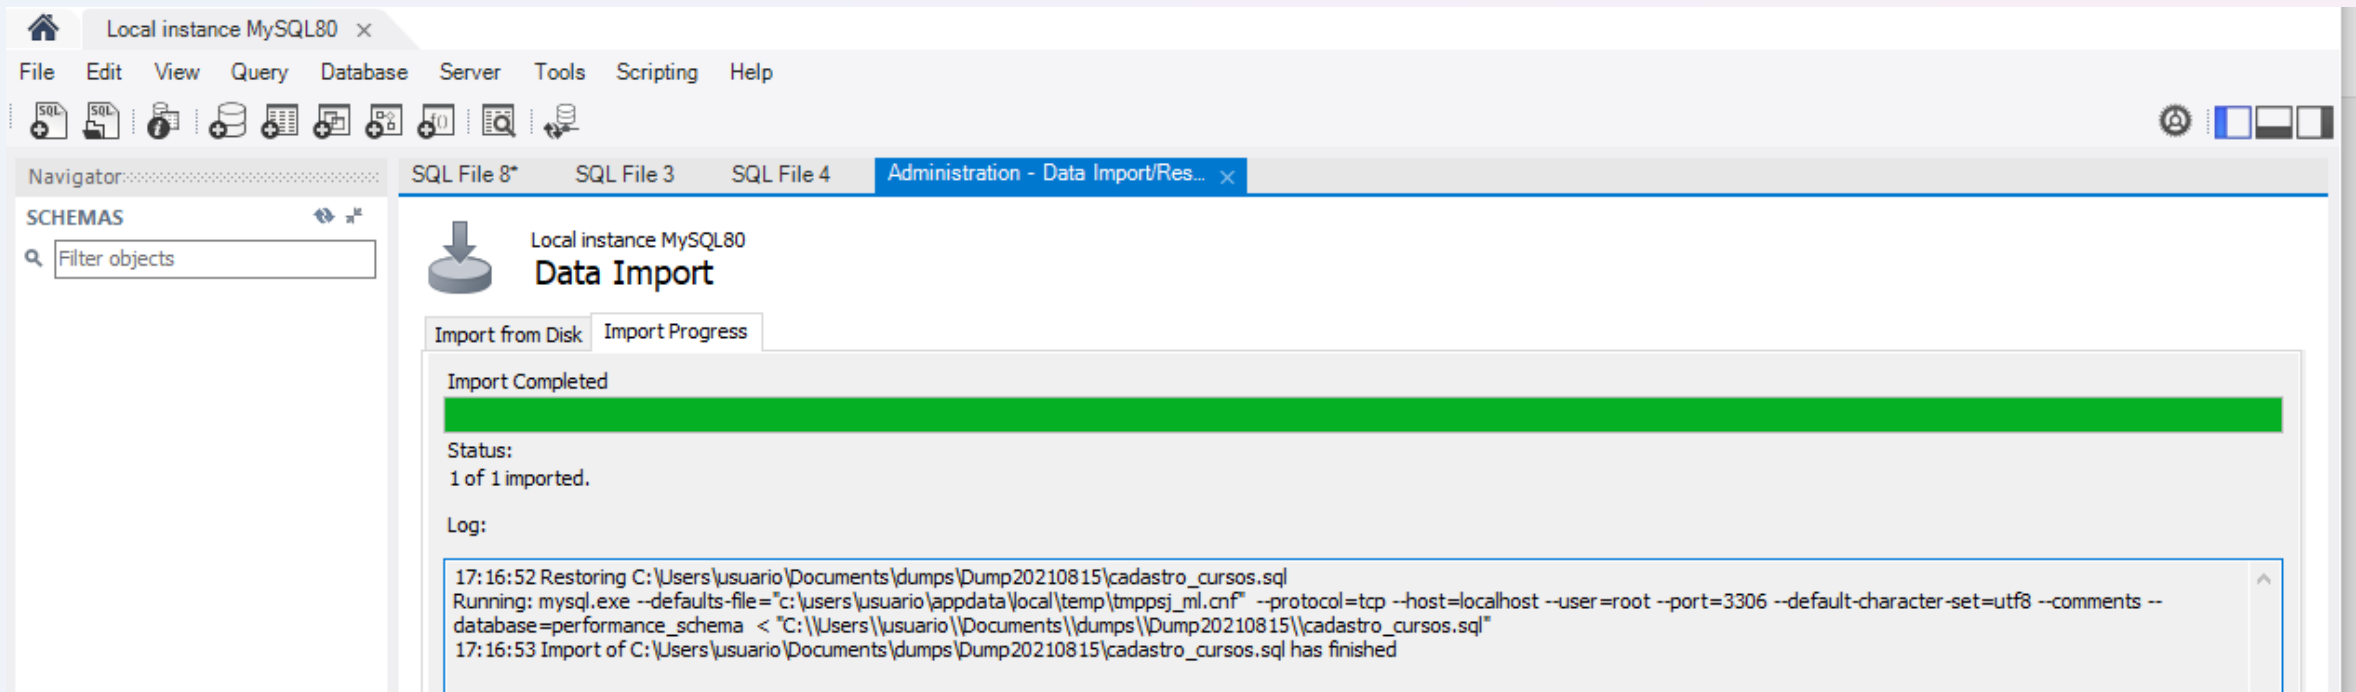 Local instance MySQL80
File Edit View Query Database Server Tools Scripting Help
SQL SQL
Navigator
SQL File 8* SQL File 3 SQL File 4 Administration - Data Import/Res...
SCHEMAS
Filter objects
Local instance MySQL80
Data Import
Import from Disk Import Progress
Import Completed
Status:
1 of 1 imported.
Log:
17:16:52 Restoring C:\Users\usuario\Documents\dumps\Dump20210815\cadastro_cursos.sql
Running: mysql.exe --defaults-file="c:\users\usuario\appdata\local\temp\tmppsj_ml.cnf" --protocol=tcp --host=localhost --user=root --port=3306 --default-character-set=utf8 --comments --
database=performance_schema < "C:\\Users\\usuario\\Documents\\dumps\\Dump20210815\\cadastro_cursos.sql"
17:16:53 Import of C:\Users\usuario\Documents\dumps\Dump20210815\cadastro_cursos.sql has finished